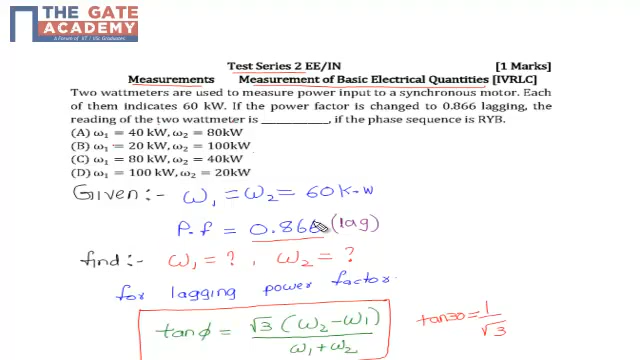 THE GATE
ACADEMY
A Forum of IIT / IISc Graduates
Test Series 2 EE/IN [1 Marks]
Measurements Measurement of Basic Electrical Quantities [IVRLC]
Two wattmeters are used to measure power input to a synchronous motor. Each
of them indicates 60 kW. If the power factor is changed to 0.866 lagging, the
reading of the two wattmeter is ____________, if the phase sequence is RYB.
(A) ω₁ = 40 kW, ω₂ = 80kW
(B) ω₁ = 20 kW, ω₂ = 100kW
(C) ω₁ = 80 kW, ω₂ = 40kW
(D) ω₁ = 100 kW, ω₂ = 20kW
Given :- ω₁ = ω₂ = 60 K·W
P.f = 0.866 (lag)
find :- ω₁ = ? , ω₂ = ?
for lagging power factor.
tanϕ = √3 (ω₂ − ω₁) / ω₁ + ω₂
tan30 = 1/√3